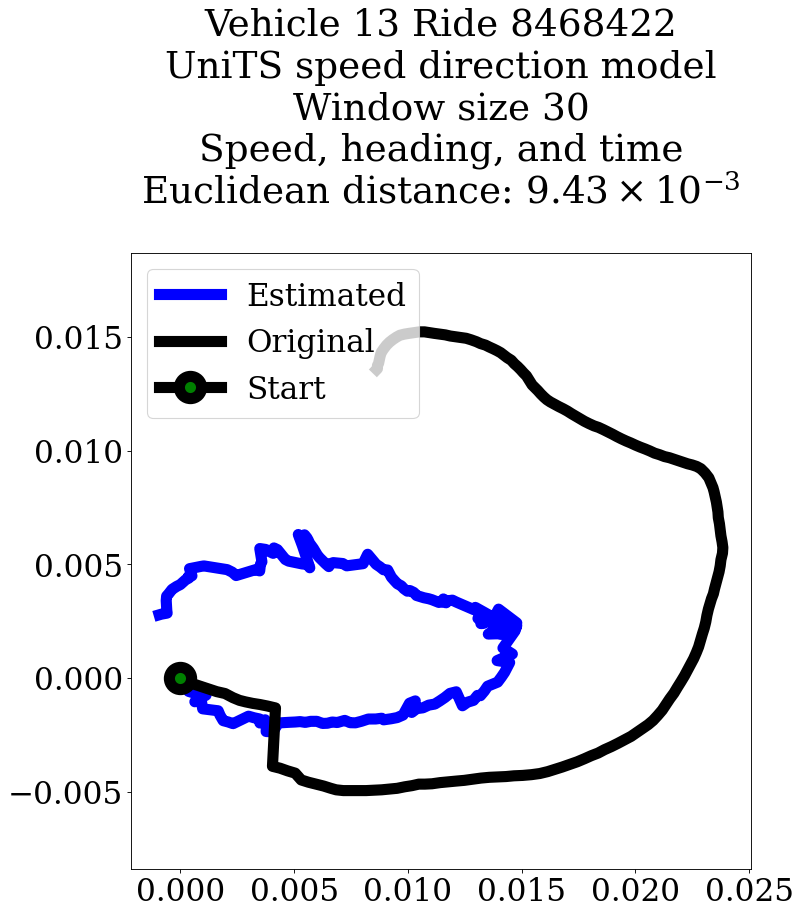 Vehicle 13 Ride 8468422
UniTS speed direction model
Window size 30
Speed, heading, and time
Euclidean distance: 9.43 × 10⁻³
Estimated
Original
Start
0.015
0.010
0.005
0.000
−0.005
0.000 0.005 0.010 0.015 0.020 0.025